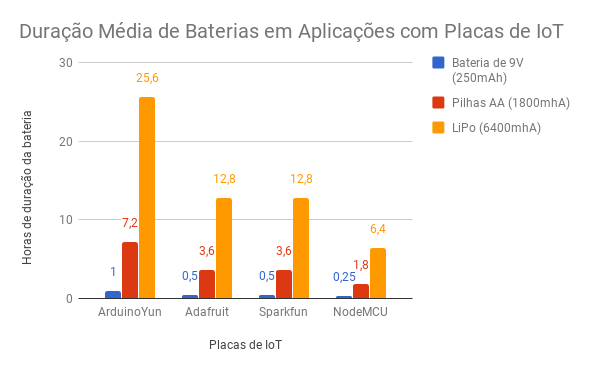 Duração Média de Baterias em Aplicações com Placas de IoT
Bateria de 9V
(250mAh)
Pilhas AA (1800mhA)
LiPo (6400mhA)
Horas de duração da bateria
30
20
10
0
1
7,2
25,6
0,5
3,6
12,8
0,5
3,6
12,8
0,25
1,8
6,4
ArduinoYun
Adafruit
Sparkfun
NodeMCU
Placas de IoT